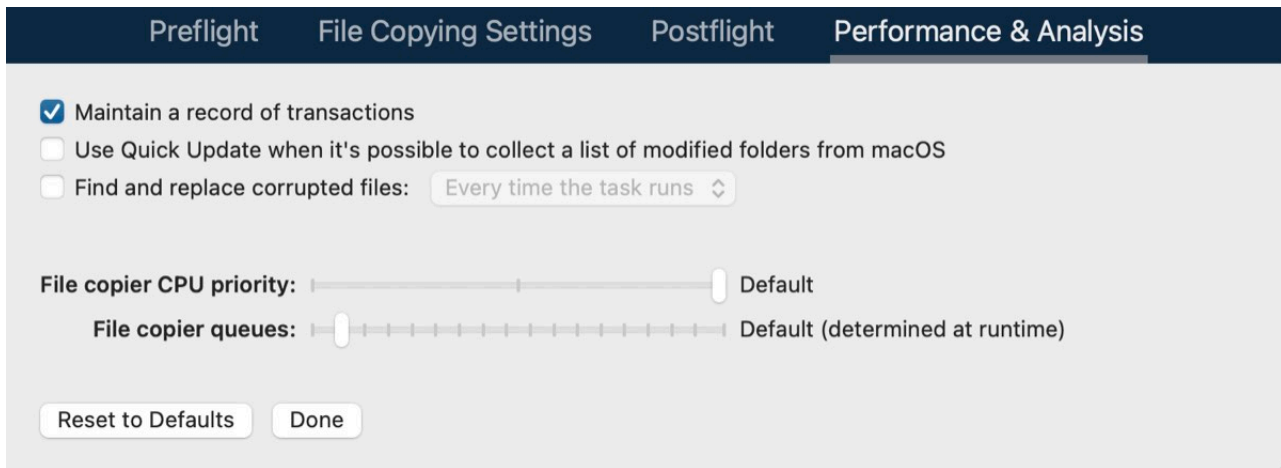 Preflight File Copying Settings Postflight Performance & Analysis
Maintain a record of transactions
Use Quick Update when it's possible to collect a list of modified folders from macOS
Find and replace corrupted files: Every time the task runs
File copier CPU priority: Default
File copier queues: Default (determined at runtime)
Reset to Defaults Done